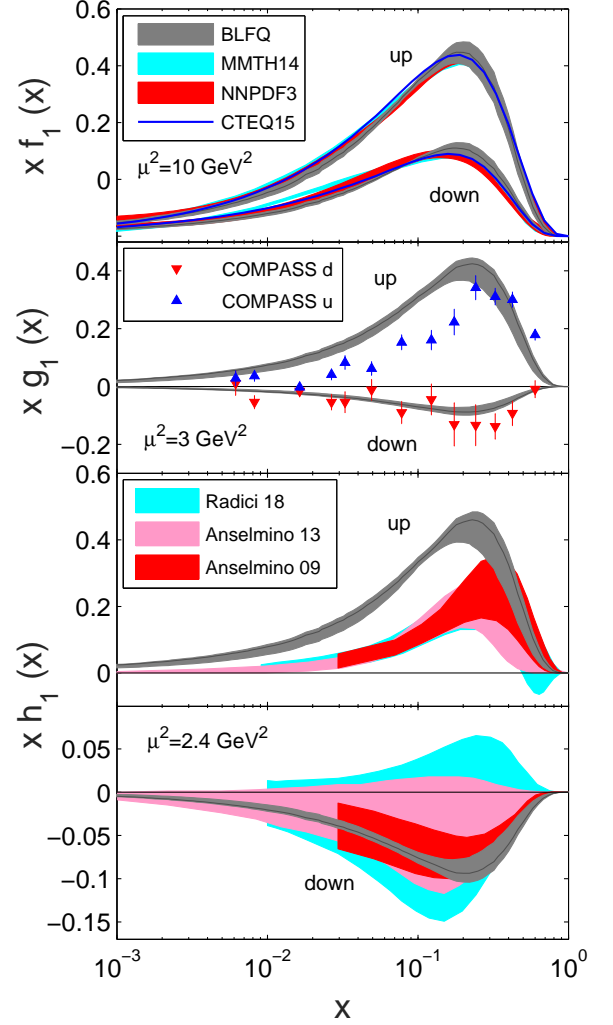 0.6
0.4
0.2
0
x f₁ (x)
BLFQ
MMTH14
NNPDF3
CTEQ15
up
μ²=10 GeV²
down
0.4
0.2
0
−0.2
x g₁ (x)
COMPASS d
COMPASS u
up
μ²=3 GeV²
down
0.6
0.4
0.2
0
x h₁ (x)
Radici 18
Anselmino 13
Anselmino 09
up
0.05
0
−0.05
−0.1
−0.15
μ²=2.4 GeV²
down
10⁻³ 10⁻² 10⁻¹ 10⁰
x